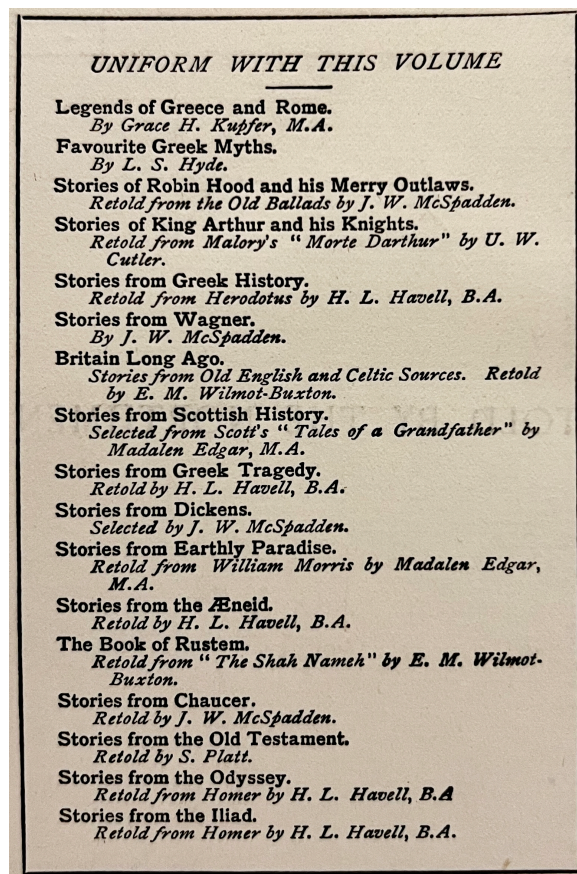 UNIFORM WITH THIS VOLUME
Legends of Greece and Rome.
By Grace H. Kupfer, M.A.
Favourite Greek Myths.
By L. S. Hyde.
Stories of Robin Hood and his Merry Outlaws.
Retold from the Old Ballads by J. W. McSpadden.
Stories of King Arthur and his Knights.
Retold from Malory's "Morte Darthur" by U. W.
Cutler.
Stories from Greek History.
Retold from Herodotus by H. L. Havell, B.A.
Stories from Wagner.
By J. W. McSpadden.
Britain Long Ago.
Stories from Old English and Celtic Sources. Retold
by E. M. Wilmot-Buxton.
Stories from Scottish History.
Selected from Scott's "Tales of a Grandfather" by
Madalen Edgar, M.A.
Stories from Greek Tragedy.
Retold by H. L. Havell, B.A.
Stories from Dickens.
Selected by J. W. McSpadden.
Stories from Earthly Paradise.
Retold from William Morris by Madalen Edgar,
M.A.
Stories from the Æneid.
Retold by H. L. Havell, B.A.
The Book of Rustem.
Retold from "The Shah Nameh" by E. M. Wilmot-
Buxton.
Stories from Chaucer.
Retold by J. W. McSpadden.
Stories from the Old Testament.
Retold by S. Platt.
Stories from the Odyssey.
Retold from Homer by H. L. Havell, B.A
Stories from the Iliad.
Retold from Homer by H. L. Havell, B.A.